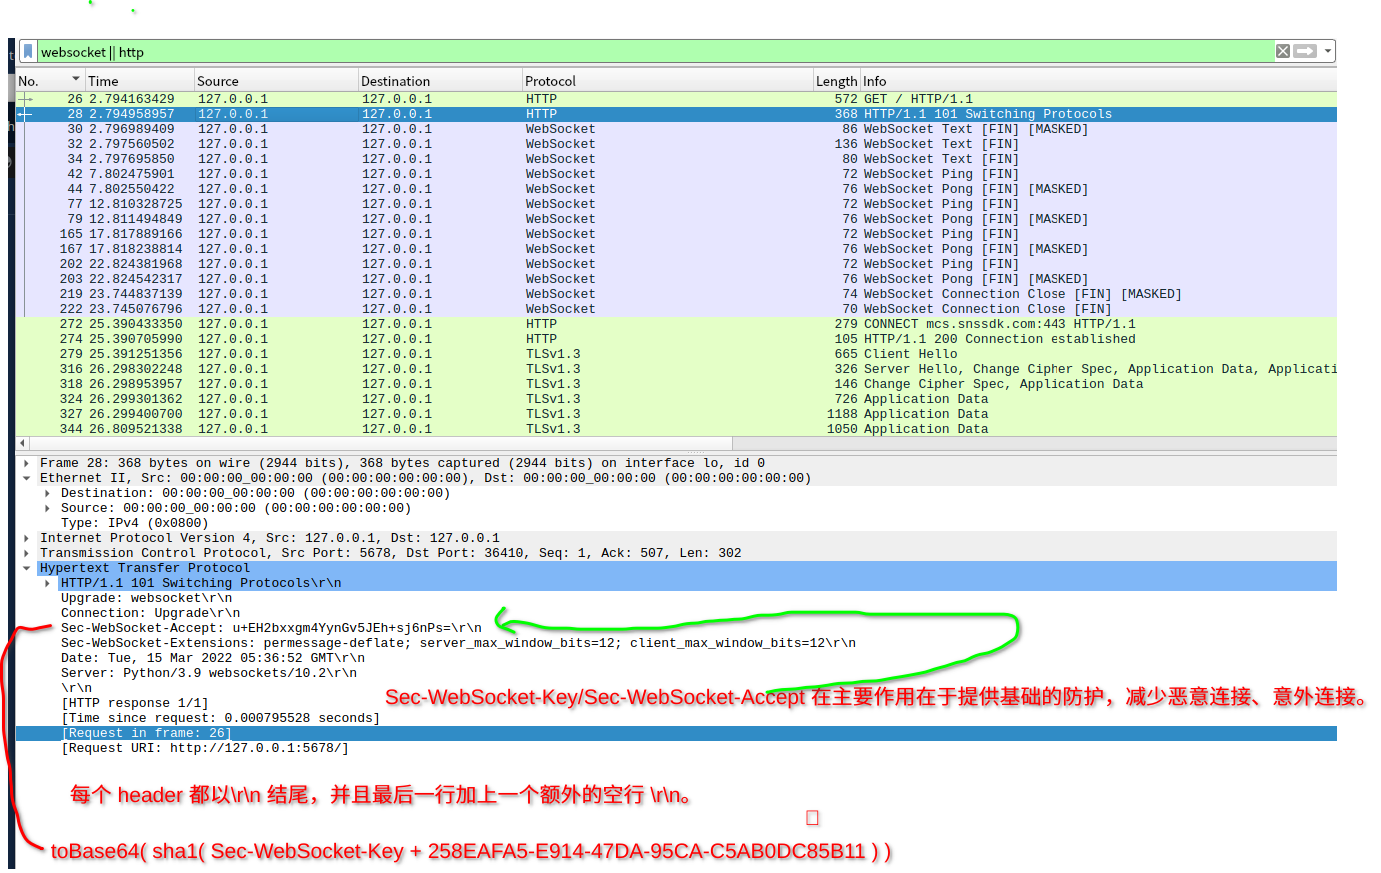 websocket || http
No. Time Source Destination Protocol Length Info
26 2.794163429 127.0.0.1 127.0.0.1 HTTP 572 GET / HTTP/1.1
28 2.794958957 127.0.0.1 127.0.0.1 HTTP 368 HTTP/1.1 101 Switching Protocols
30 2.796989409 127.0.0.1 127.0.0.1 WebSocket 86 WebSocket Text [FIN] [MASKED]
32 2.797560502 127.0.0.1 127.0.0.1 WebSocket 136 WebSocket Text [FIN]
34 2.797695850 127.0.0.1 127.0.0.1 WebSocket 80 WebSocket Text [FIN]
42 7.802475901 127.0.0.1 127.0.0.1 WebSocket 72 WebSocket Ping [FIN]
44 7.802550422 127.0.0.1 127.0.0.1 WebSocket 76 WebSocket Pong [FIN] [MASKED]
77 12.810328725 127.0.0.1 127.0.0.1 WebSocket 72 WebSocket Ping [FIN]
79 12.811494849 127.0.0.1 127.0.0.1 WebSocket 76 WebSocket Pong [FIN] [MASKED]
165 17.817889166 127.0.0.1 127.0.0.1 WebSocket 72 WebSocket Ping [FIN]
167 17.818238814 127.0.0.1 127.0.0.1 WebSocket 76 WebSocket Pong [FIN] [MASKED]
202 22.824381968 127.0.0.1 127.0.0.1 WebSocket 72 WebSocket Ping [FIN]
203 22.824542317 127.0.0.1 127.0.0.1 WebSocket 76 WebSocket Pong [FIN] [MASKED]
219 23.744837139 127.0.0.1 127.0.0.1 WebSocket 74 WebSocket Connection Close [FIN] [MASKED]
222 23.745076796 127.0.0.1 127.0.0.1 WebSocket 70 WebSocket Connection Close [FIN]
272 25.390433350 127.0.0.1 127.0.0.1 HTTP 279 CONNECT mcs.snssdk.com:443 HTTP/1.1
274 25.390705990 127.0.0.1 127.0.0.1 HTTP 105 HTTP/1.1 200 Connection established
279 25.391251356 127.0.0.1 127.0.0.1 TLSv1.3 665 Client Hello
316 26.298302248 127.0.0.1 127.0.0.1 TLSv1.3 326 Server Hello, Change Cipher Spec, Application Data, Applicati
318 26.298953957 127.0.0.1 127.0.0.1 TLSv1.3 146 Change Cipher Spec, Application Data
324 26.299301362 127.0.0.1 127.0.0.1 TLSv1.3 726 Application Data
327 26.299400700 127.0.0.1 127.0.0.1 TLSv1.3 1188 Application Data
344 26.809521338 127.0.0.1 127.0.0.1 TLSv1.3 1050 Application Data
Frame 28: 368 bytes on wire (2944 bits), 368 bytes captured (2944 bits) on interface lo, id 0
Ethernet II, Src: 00:00:00_00:00:00 (00:00:00:00:00:00), Dst: 00:00:00_00:00:00 (00:00:00:00:00:00)
Destination: 00:00:00_00:00:00 (00:00:00:00:00:00)
Source: 00:00:00_00:00:00 (00:00:00:00:00:00)
Type: IPv4 (0x0800)
Internet Protocol Version 4, Src: 127.0.0.1, Dst: 127.0.0.1
Transmission Control Protocol, Src Port: 5678, Dst Port: 36410, Seq: 1, Ack: 507, Len: 302
Hypertext Transfer Protocol
HTTP/1.1 101 Switching Protocols\r\n
Upgrade: websocket\r\n
Connection: Upgrade\r\n
Sec-WebSocket-Accept: u+EH2bxxgm4YynGv5JEh+sj6nPs=\r\n
Sec-WebSocket-Extensions: permessage-deflate; server_max_window_bits=12; client_max_window_bits=12\r\n
Date: Tue, 15 Mar 2022 05:36:52 GMT\r\n
Server: Python/3.9 websockets/10.2\r\n
\r\n
Sec-WebSocket-Key/Sec-WebSocket-Accept 在主要作用在于提供基础的防护，减少恶意连接、意外连接。
[HTTP response 1/1]
[Time since request: 0.000795528 seconds]
[Request in frame: 26]
[Request URI: http://127.0.0.1:5678/]
每个 header 都以\r\n 结尾，并且最后一行加上一个额外的空行 \r\n。
toBase64( sha1( Sec-WebSocket-Key + 258EAFA5-E914-47DA-95CA-C5AB0DC85B11 ) )